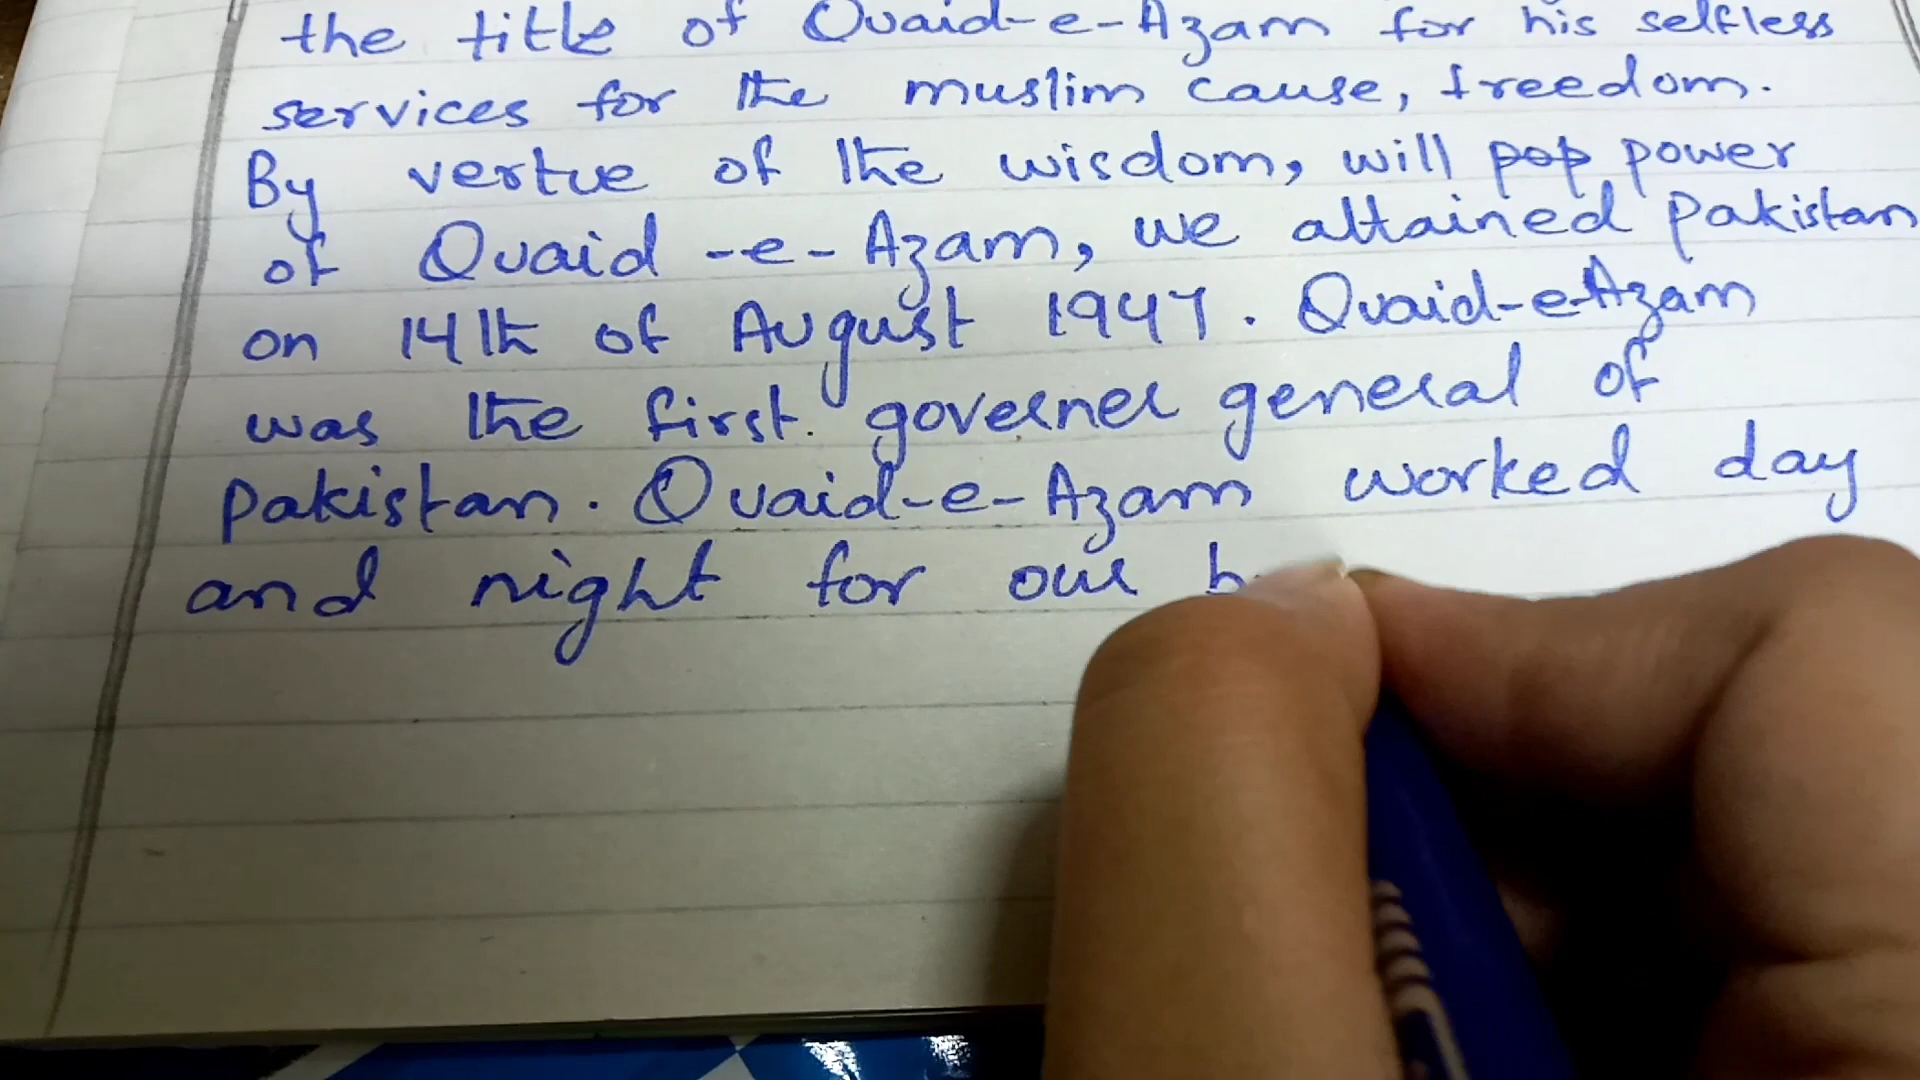 the title of Quaid-e-Azam for his selfless
services for the muslim cause, freedom.
By vertue of the wisdom, will pop power
of Quaid-e-Azam, we attained Pakistan
on 14th of August 1947. Quaid-e-Azam
was the first. governer general of
Pakistan. Quaid-e-Azam worked day
and night for our